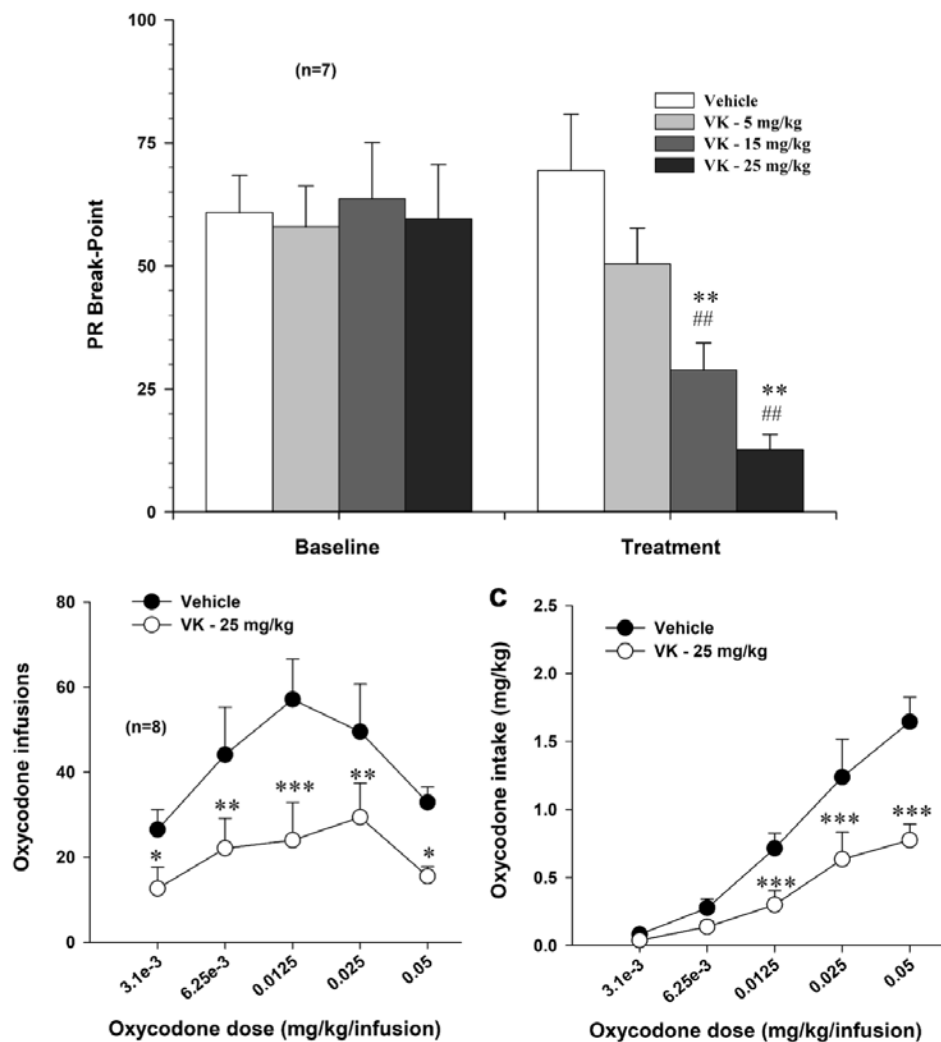 100
75
50
25
0
PR Break-Point
(n=7)
Vehicle
VK - 5 mg/kg
VK - 15 mg/kg
VK - 25 mg/kg
**
##
**
##
Baseline
Treatment
80
60
40
20
0
Oxycodone infusions
Vehicle
VK - 25 mg/kg
(n=8)
*
**
***
**
*
3.1e-3
6.25e-3
0.0125
0.025
0.05
Oxycodone dose (mg/kg/infusion)
C
2.5
2.0
1.5
1.0
0.5
0.0
Oxycodone intake (mg/kg)
Vehicle
VK - 25 mg/kg
***
***
***
3.1e-3
6.25e-3
0.0125
0.025
0.05
Oxycodone dose (mg/kg/infusion)